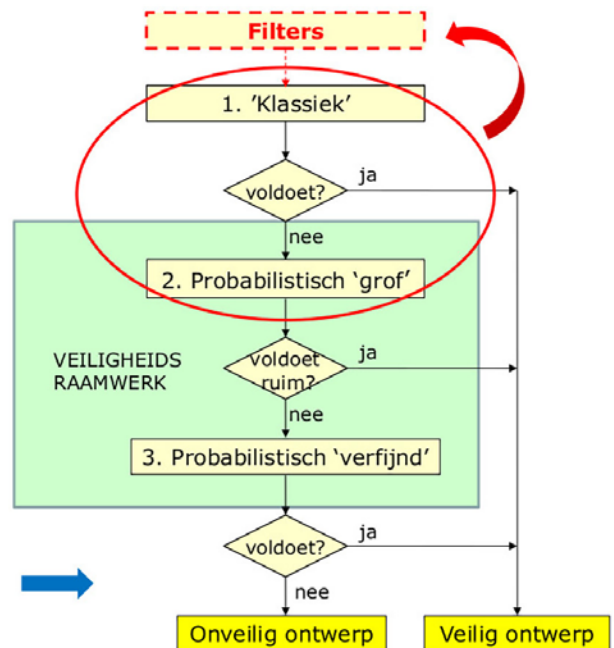 Filters
1. 'Klassiek'
voldoet?
ja
nee
2. Probabilistisch 'grof'
VEILIGHEIDS
RAAMWERK
voldoet
ruim?
ja
nee
3. Probabilistisch 'verfijnd'
voldoet?
ja
nee
Onveilig ontwerp
Veilig ontwerp